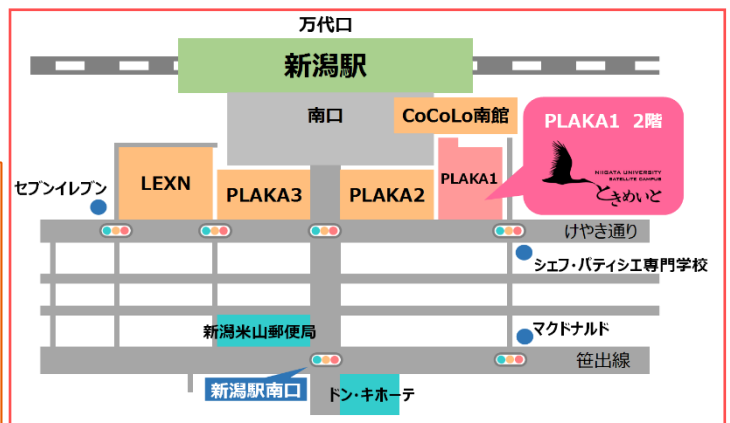 万代口
新潟駅
南口
CoCoLo南館
PLAKA1 2階
NIIGATA UNIVERSITY
SATELLITE CAMPUS
ときめいと
LEXN
PLAKA3
PLAKA2
PLAKA1
セブンイレブン
けやき通り
シェフ・パティシエ専門学校
新潟米山郵便局
マクドナルド
笹出線
新潟駅南口
ドン・キホーテ